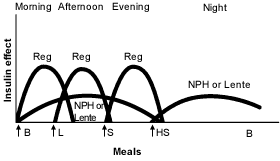 Morning Afternoon Evening Night
Insulin effect
Reg Reg Reg
NPH or Lente
NPH or
Lente
B L S HS B
Meals